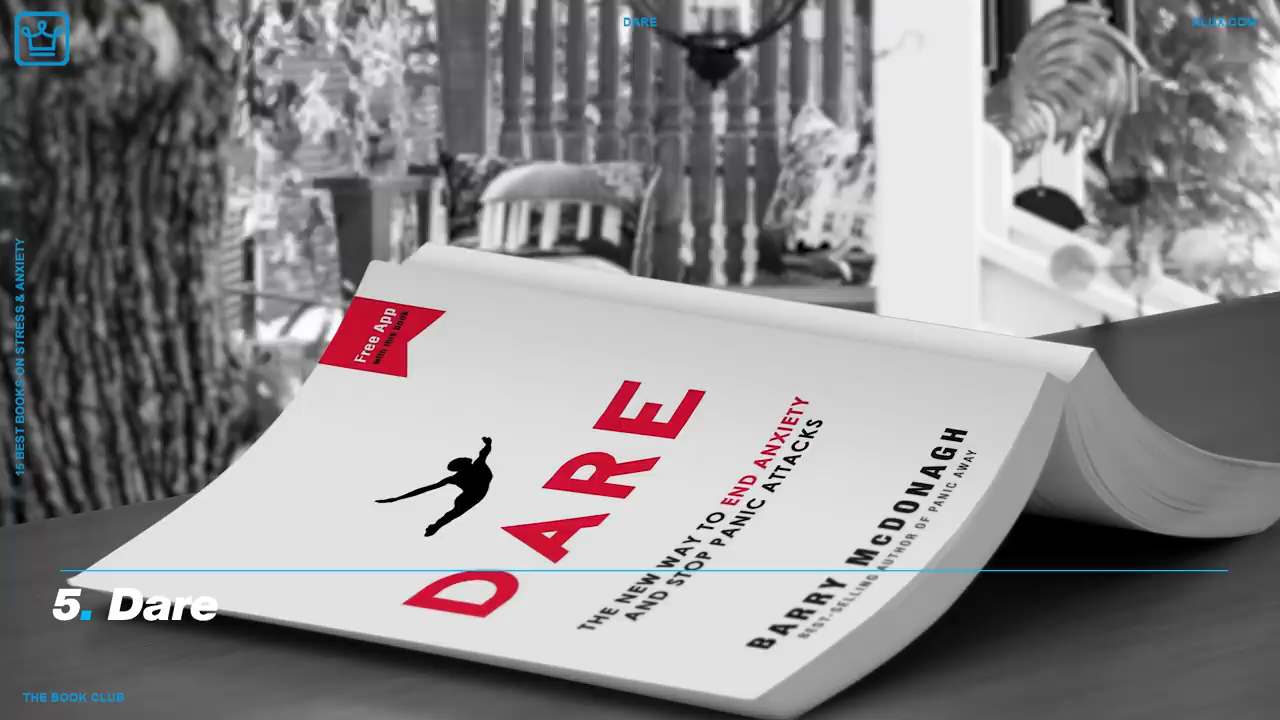 DARE
ALUX.COM
15 BEST BOOKS ON STRESS & ANXIETY
Free App
with this book
DARE
THE NEW WAY TO END ANXIETY
AND STOP PANIC ATTACKS
BARRY McDONAGH
BEST-SELLING AUTHOR OF PANIC AWAY
5. Dare
THE BOOK CLUB